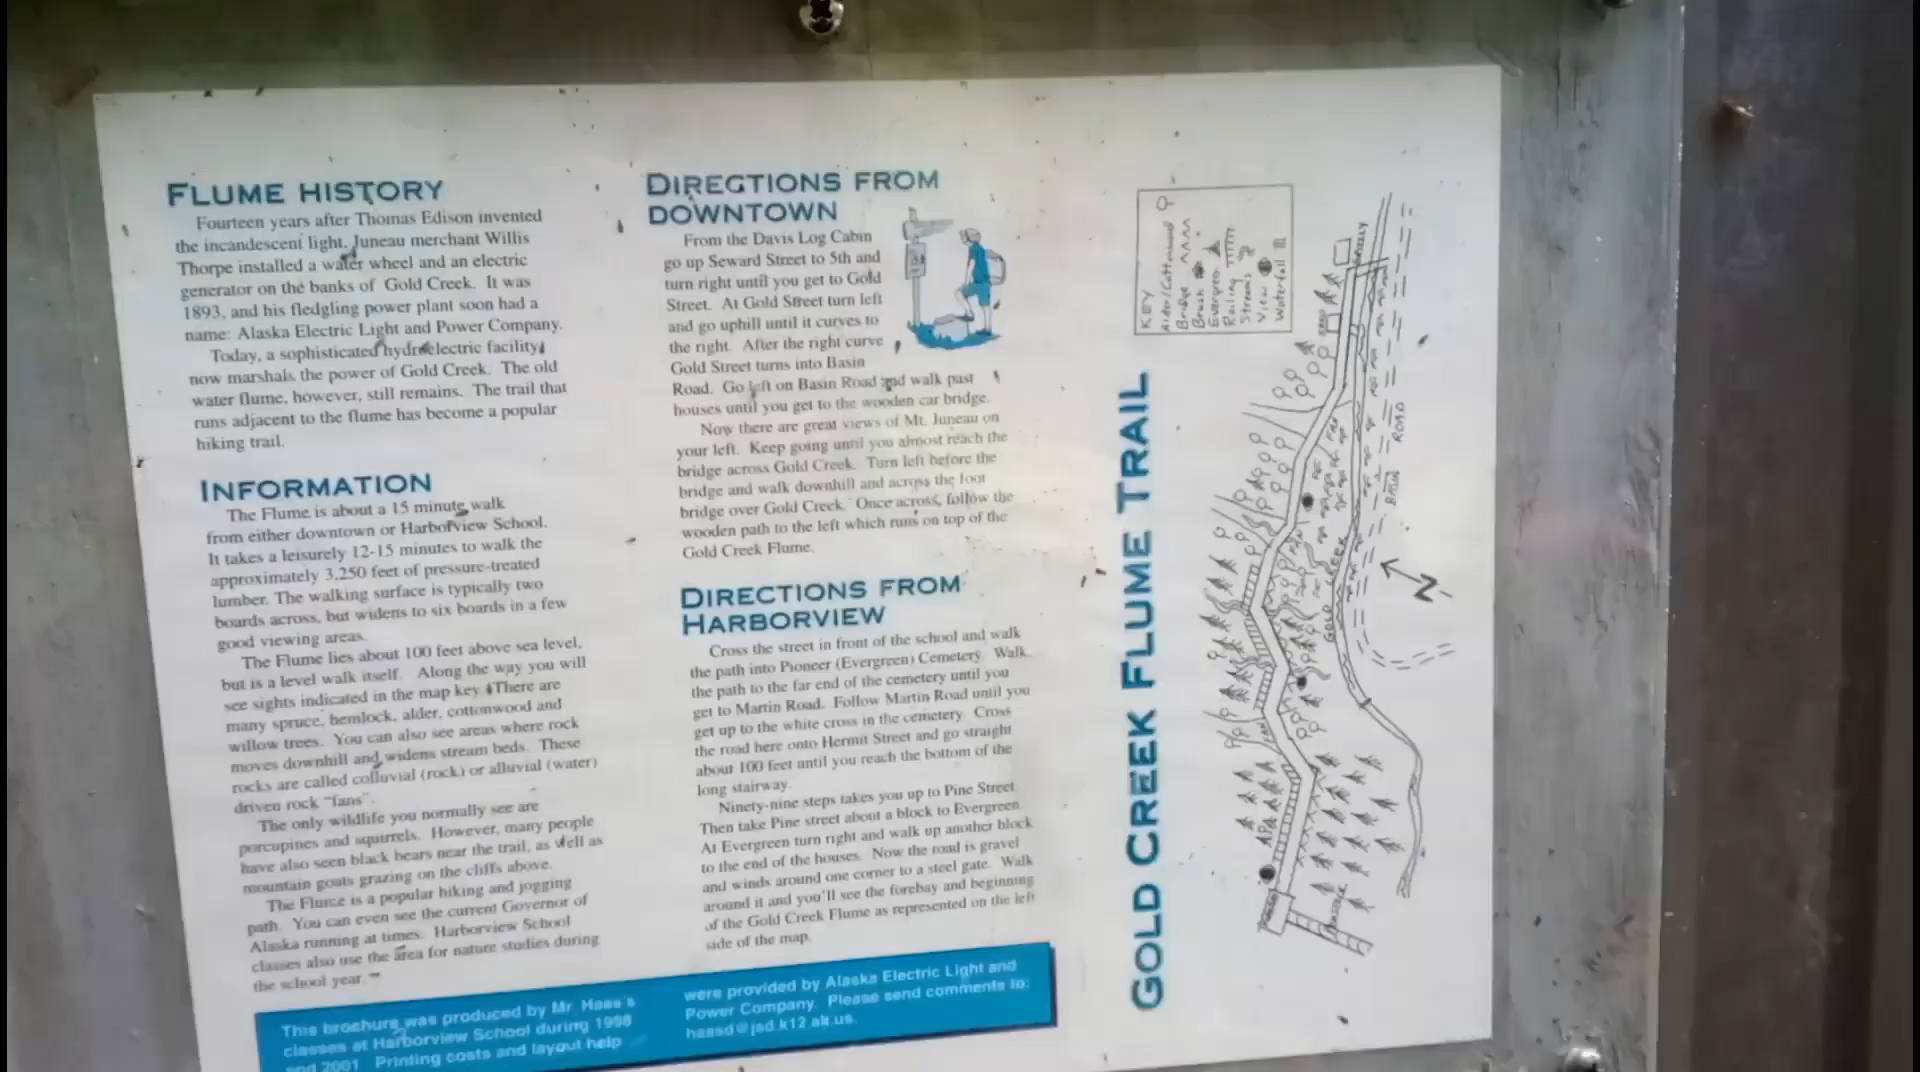 FLUME HISTORY
Fourteen years after Thomas Edison invented
the incandescent light, Juneau merchant Willis
Thorpe installed a water wheel and an electric
generator on the banks of Gold Creek. It was
1893, and his fledgling power plant soon had a
name: Alaska Electric Light and Power Company.
Today, a sophisticated hydroelectric facility
now marshals the power of Gold Creek. The old
water flume, however, still remains. The trail that
runs adjacent to the flume has become a popular
hiking trail.
INFORMATION
The Flume is about a 15 minute walk
from either downtown or Harborview School.
It takes a leisurely 12-15 minutes to walk the
approximately 3,250 feet of pressure-treated
lumber. The walking surface is typically two
boards across, but widens to six boards in a few
good viewing areas.
The Flume lies about 100 feet above sea level,
but is a level walk itself. Along the way you will
see sights indicated in the map key. There are
many spruce, hemlock, alder, cottonwood and
willow trees. You can also see areas where rock
moves downhill and widens stream beds. These
rocks are called colluvial (rock) or alluvial (water)
driven rock "fans".
The only wildlife you normally see are
porcupines and squirrels. However, many people
have also seen black bears near the trail, as well as
mountain goats grazing on the cliffs above.
The Flume is a popular hiking and jogging
path. You can even see the current Governor of
Alaska running at times. Harborview School
classes also use the area for nature studies during
the school year.
DIRECTIONS FROM
DOWNTOWN
From the Davis Log Cabin
go up Seward Street to 5th and
turn right until you get to Gold
Street. At Gold Street turn left
and go uphill until it curves to
the right. After the right curve
Gold Street turns into Basin
Road. Go left on Basin Road and walk past
houses until you get to the wooden car bridge.
Now there are great views of Mt. Juneau on
your left. Keep going until you almost reach the
bridge across Gold Creek. Turn left before the
bridge and walk downhill and across the foot
bridge over Gold Creek. Once across, follow the
wooden path to the left which runs on top of the
Gold Creek Flume.
DIRECTIONS FROM
HARBORVIEW
Cross the street in front of the school and walk
the path into Pioneer (Evergreen) Cemetery. Walk
the path to the far end of the cemetery until you
get to Martin Road. Follow Martin Road until you
get up to the white cross in the cemetery. Cross
the road here onto Hermit Street and go straight
about 100 feet until you reach the bottom of the
long stairway.
Ninety-nine steps takes you up to Pine Street.
Then take Pine street about a block to Evergreen.
At Evergreen turn right and walk up another block
to the end of the houses. Now the road is gravel
and winds around one corner to a steel gate. Walk
around it and you'll see the forebay and beginning
of the Gold Creek Flume as represented on the left
side of the map.
This brochure was produced by Mr. Haas's
classes at Harborview School during 1998
and 2001. Printing costs and layout help
were provided by Alaska Electric Light and
Power Company. Please send comments to:
haasd@jsd.k12.ak.us.
GOLD CREEK FLUME TRAIL
KEY
Alder/Cottonwood
Bridge
Brush
Evergreen
Railing
Streams
View
Waterfall
BASIN ROAD
GOLD CREEK
FAN
FAN
N